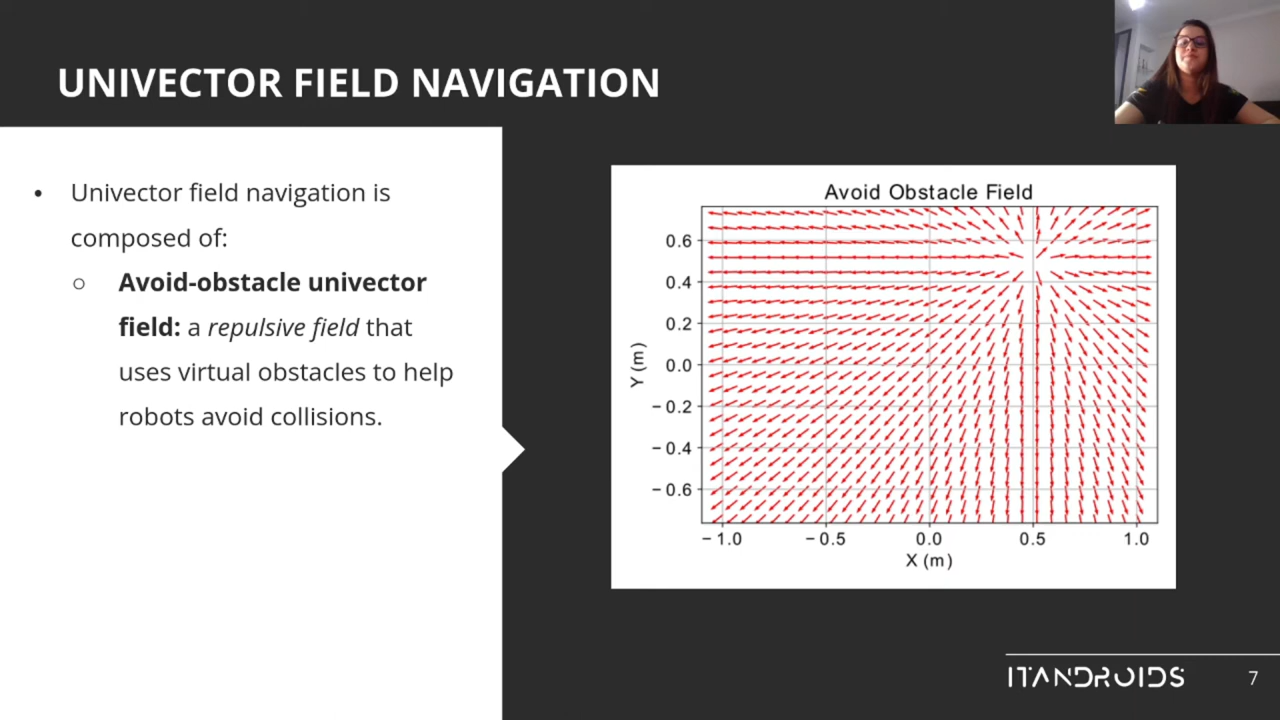 UNIVECTOR FIELD NAVIGATION
• Univector field navigation is
composed of:
○ Avoid-obstacle univector
field: a repulsive field that
uses virtual obstacles to help
robots avoid collisions.
Avoid Obstacle Field
0.6
0.4
0.2
0.0
−0.2
−0.4
−0.6
Y (m)
−1.0 −0.5 0.0 0.5 1.0
X (m)
ITANDROIDS
7